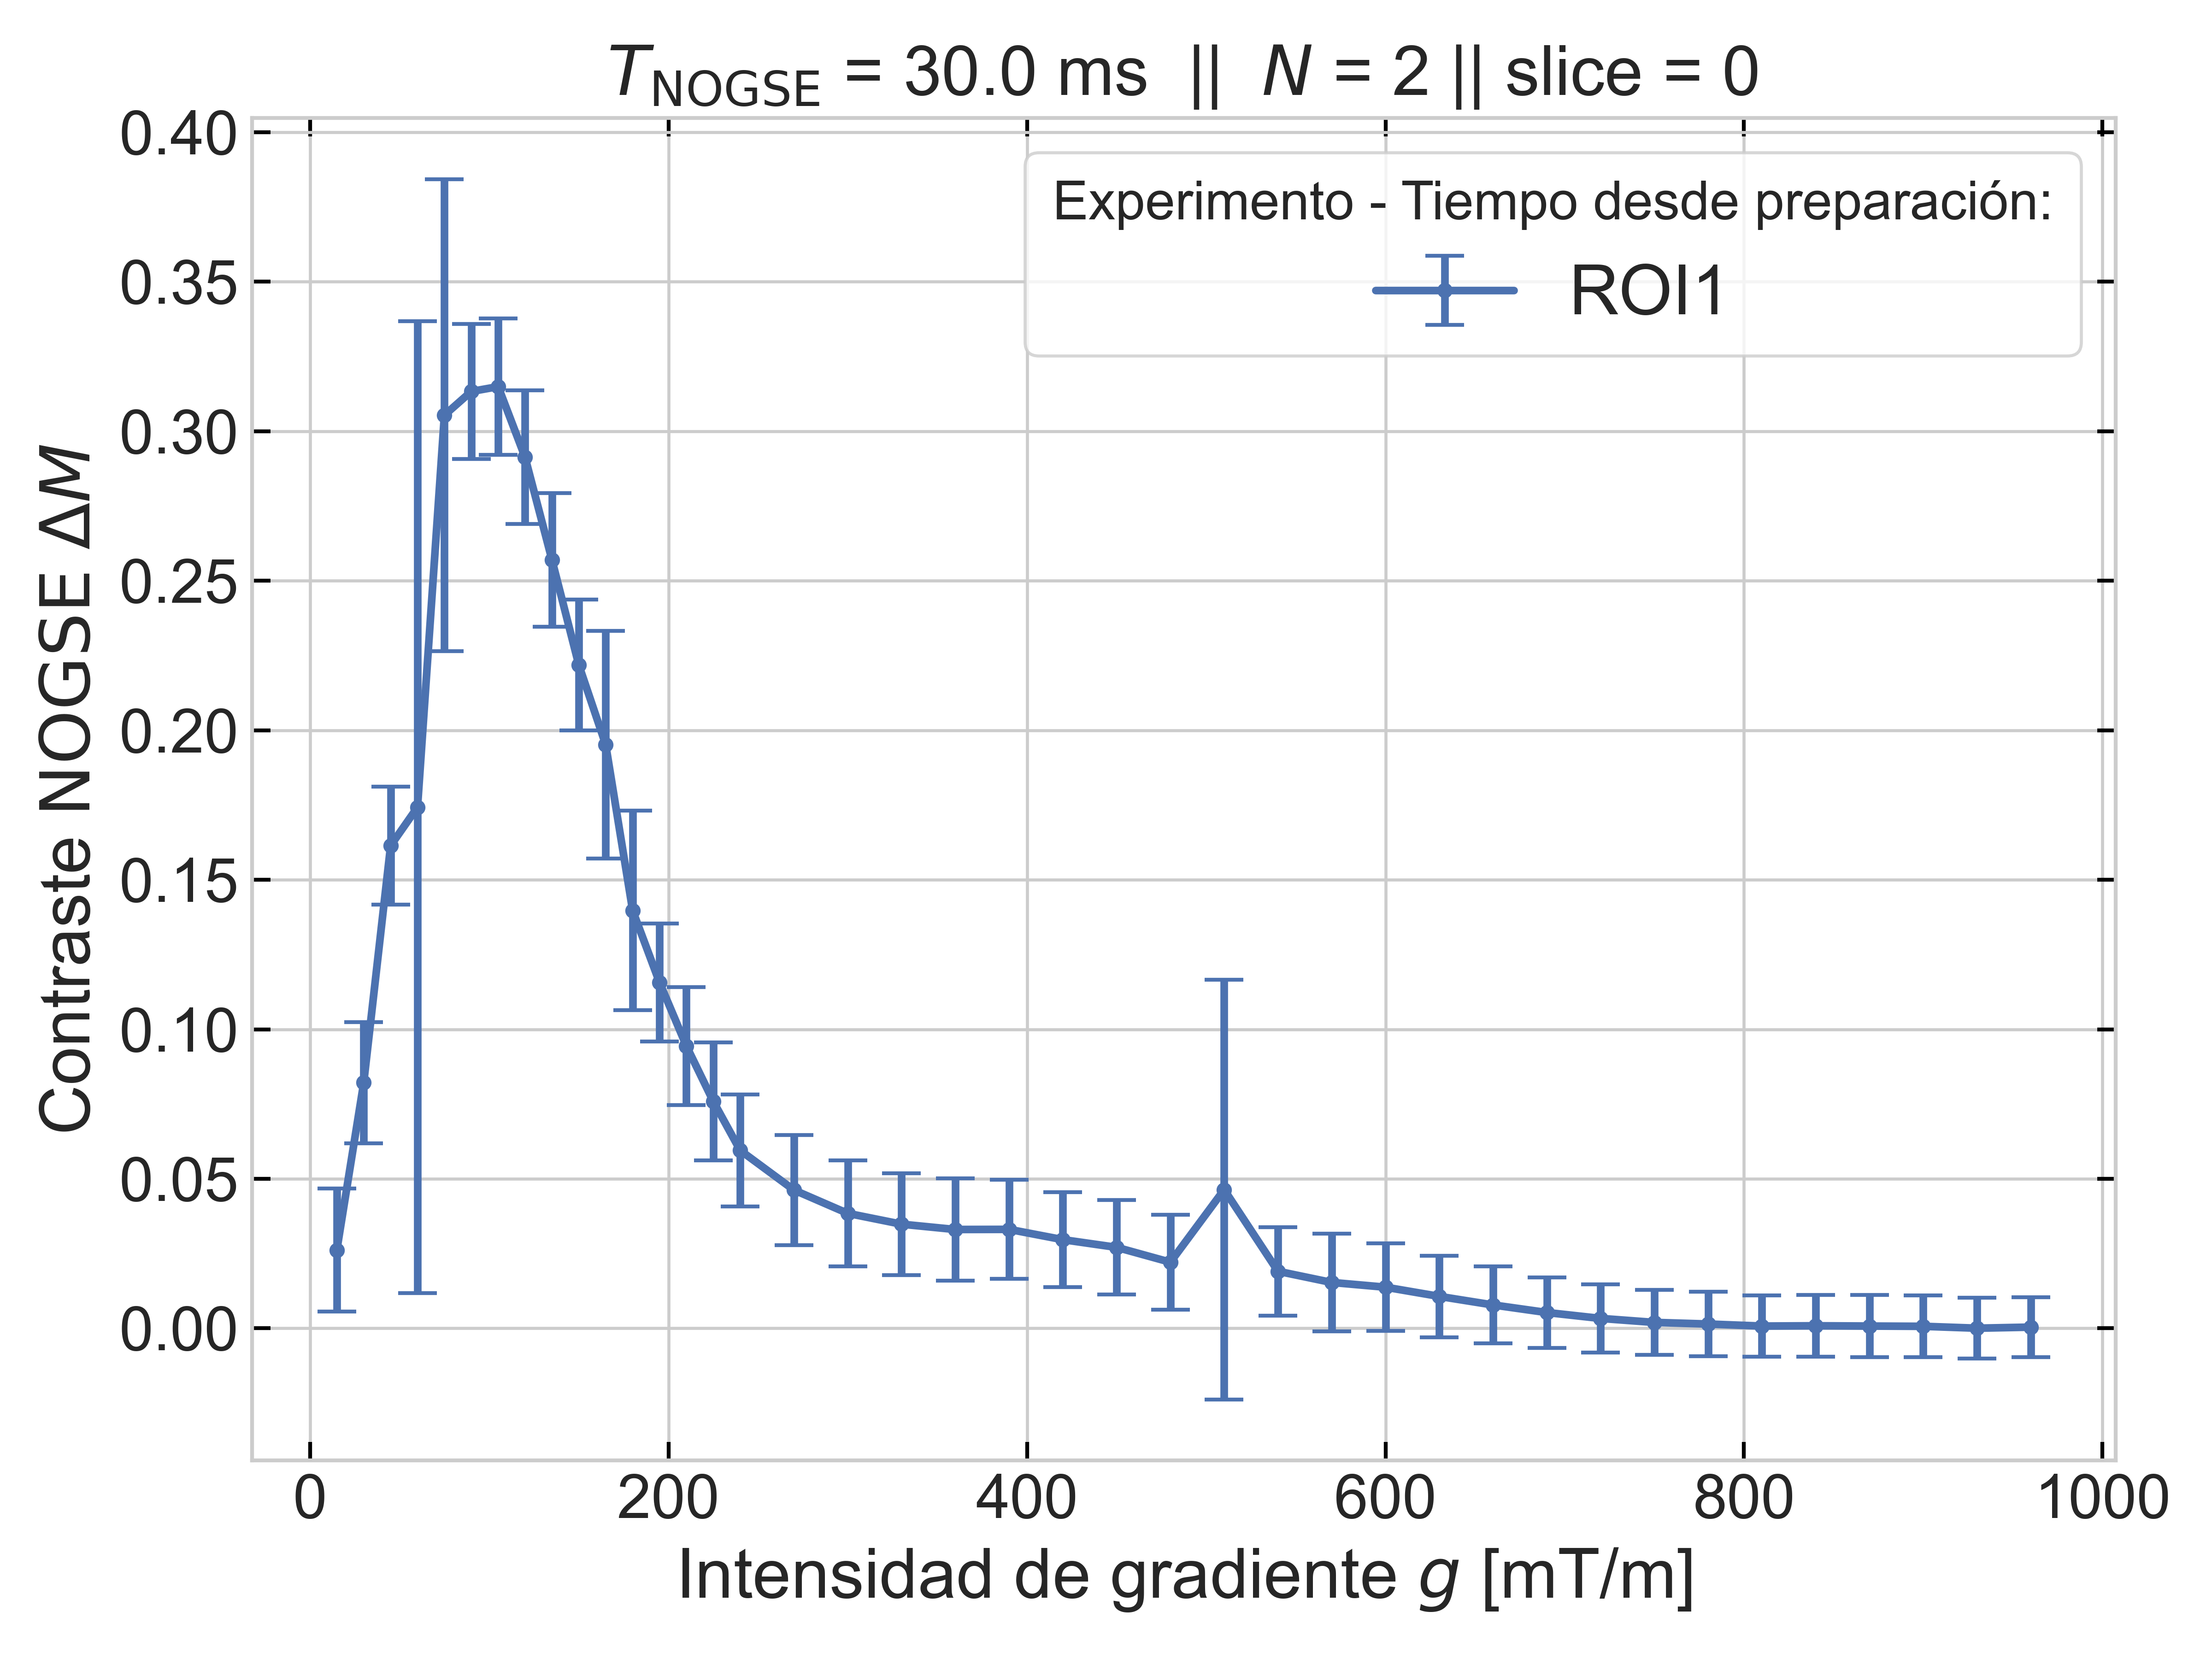 T_NOGSE = 30.0 ms || N = 2 || slice = 0
Experimento - Tiempo desde preparación:
ROI1
Contraste NOGSE ΔM
0.40
0.35
0.30
0.25
0.20
0.15
0.10
0.05
0.00
0 200 400 600 800 1000
Intensidad de gradiente g [mT/m]